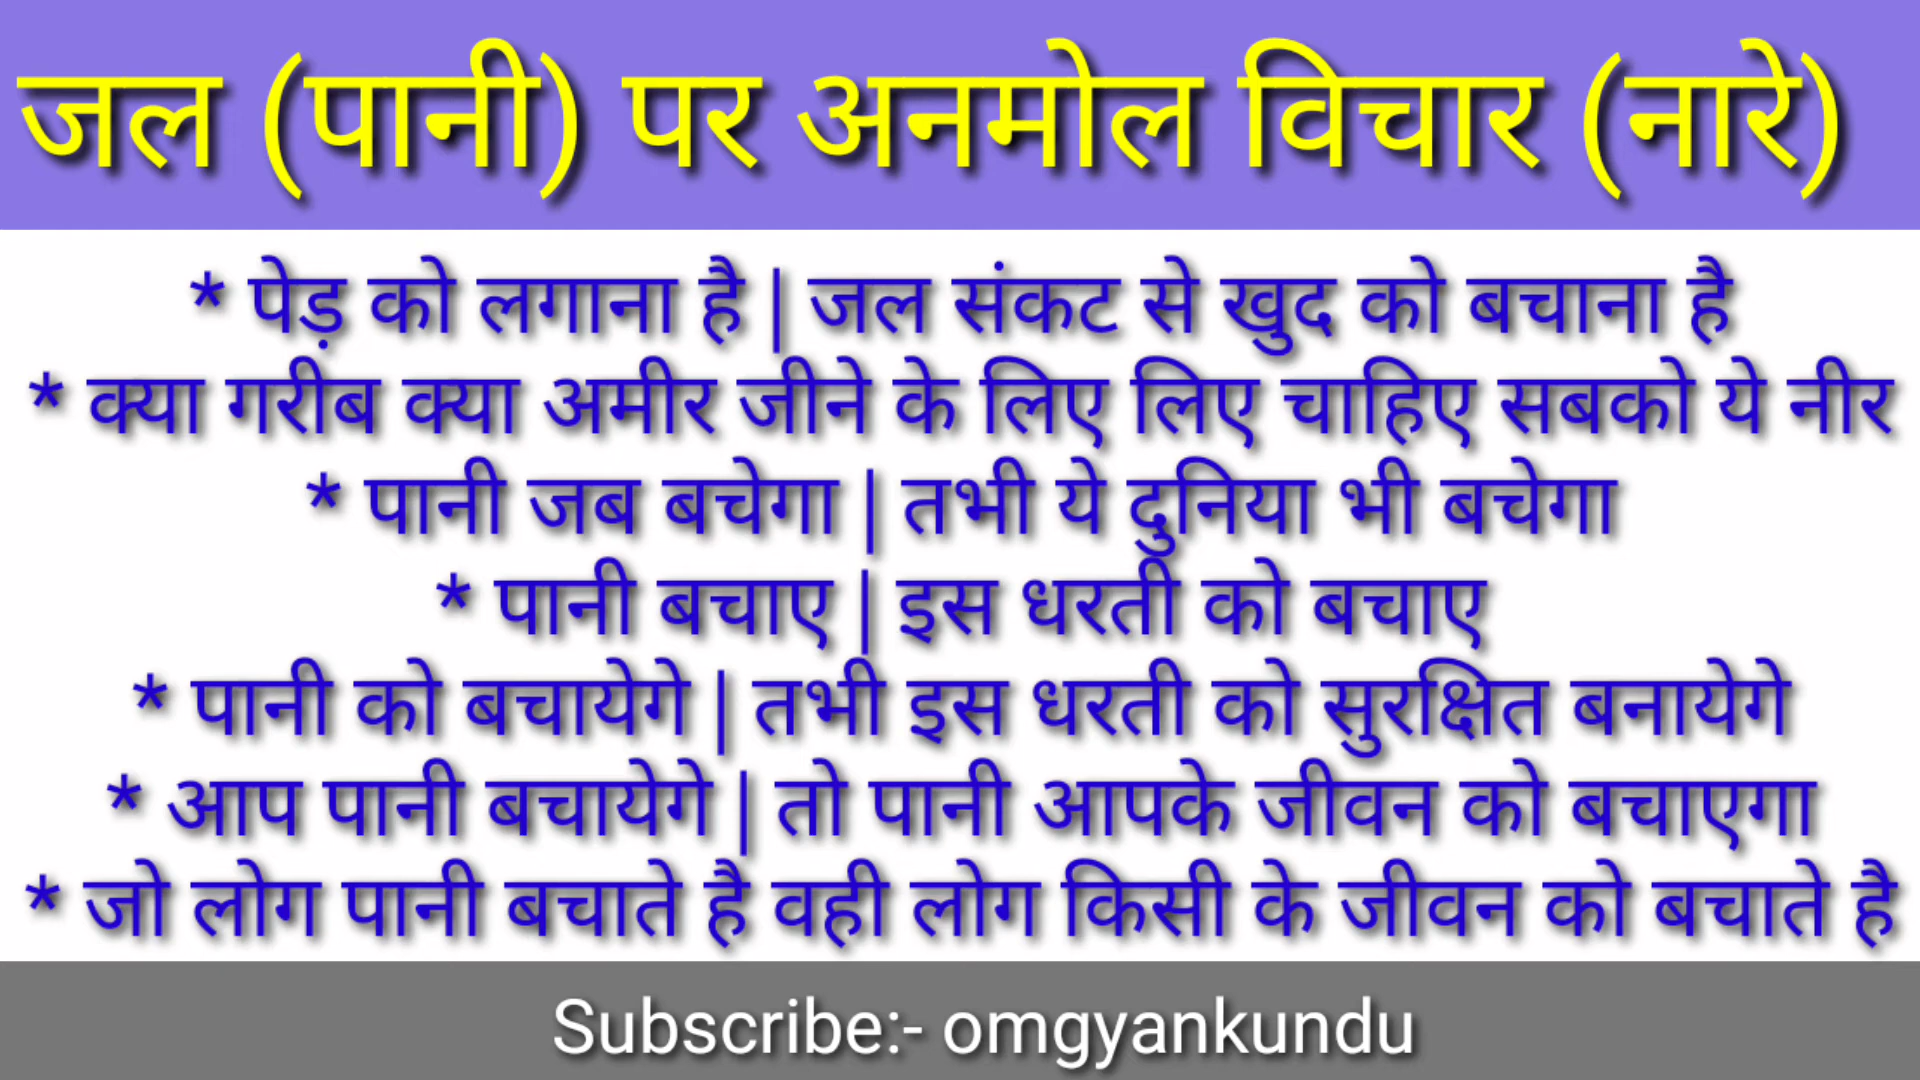 जल (पानी) पर अनमोल विचार (नारे)
* पेड़ को लगाना है | जल संकट से खुद को बचाना है
* क्या गरीब क्या अमीर जीने के लिए लिए चाहिए सबको ये नीर
* पानी जब बचेगा | तभी ये दुनिया भी बचेगा
* पानी बचाए | इस धरती को बचाए
* पानी को बचायेगे | तभी इस धरती को सुरक्षित बनायेगे
* आप पानी बचायेगे | तो पानी आपके जीवन को बचाएगा
* जो लोग पानी बचाते है वही लोग किसी के जीवन को बचाते है
Subscribe:- omgyankundu